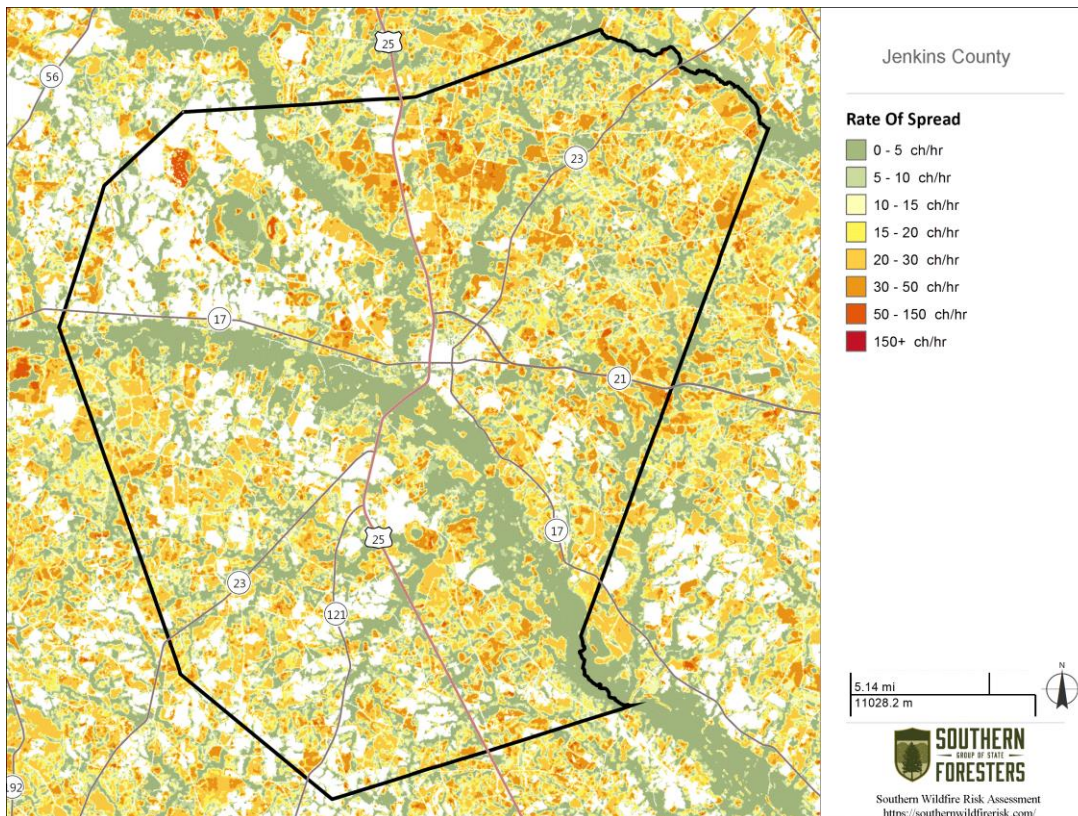 Jenkins County
Rate Of Spread
0 - 5 ch/hr
5 - 10 ch/hr
10 - 15 ch/hr
15 - 20 ch/hr
20 - 30 ch/hr
30 - 50 ch/hr
50 - 150 ch/hr
150+ ch/hr
25
56
23
17
21
17
25
23
121
192
5.14 mi
11028.2 m
N
SOUTHERN
GROUP OF STATE
FORESTERS
Southern Wildfire Risk Assessment
https://southernwildfirerisk.com/